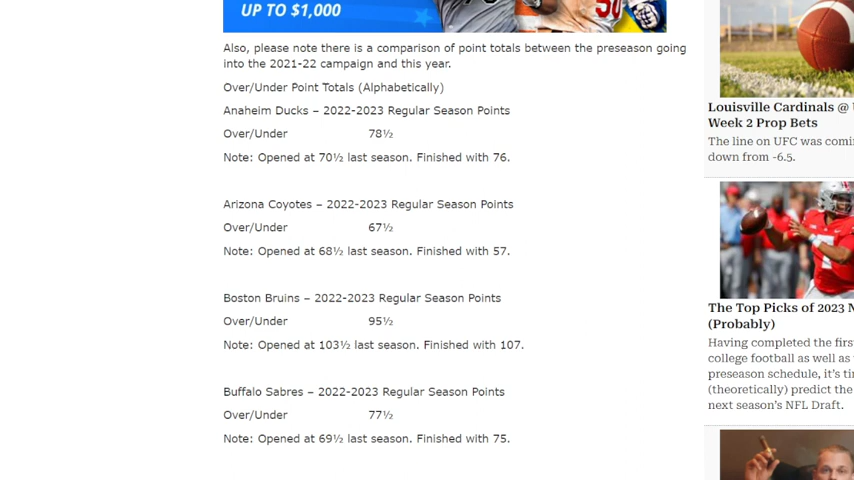 UP TO $1,000
Also, please note there is a comparison of point totals between the preseason going
into the 2021-22 campaign and this year.
Over/Under Point Totals (Alphabetically)
Anaheim Ducks – 2022-2023 Regular Season Points
Over/Under 78½
Note: Opened at 70½ last season. Finished with 76.
Arizona Coyotes – 2022-2023 Regular Season Points
Over/Under 67½
Note: Opened at 68½ last season. Finished with 57.
Boston Bruins – 2022-2023 Regular Season Points
Over/Under 95½
Note: Opened at 103½ last season. Finished with 107.
Buffalo Sabres – 2022-2023 Regular Season Points
Over/Under 77½
Note: Opened at 69½ last season. Finished with 75.
Louisville Cardinals @
Week 2 Prop Bets
The line on UFC was
down from -6.5.
The Top Picks of 2023
(Probably)
Having completed the
college football as well as
preseason schedule, it's
(theoretically) predict the
next season's NFL Draft.